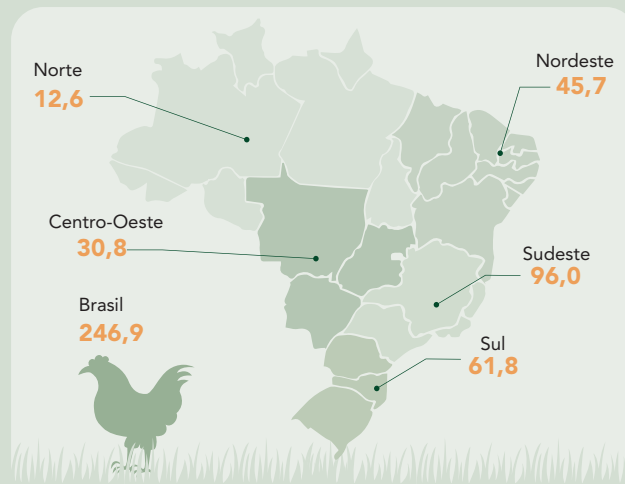 Norte
12,6
Nordeste
45,7
Centro-Oeste
30,8
Sudeste
96,0
Brasil
246,9
Sul
61,8